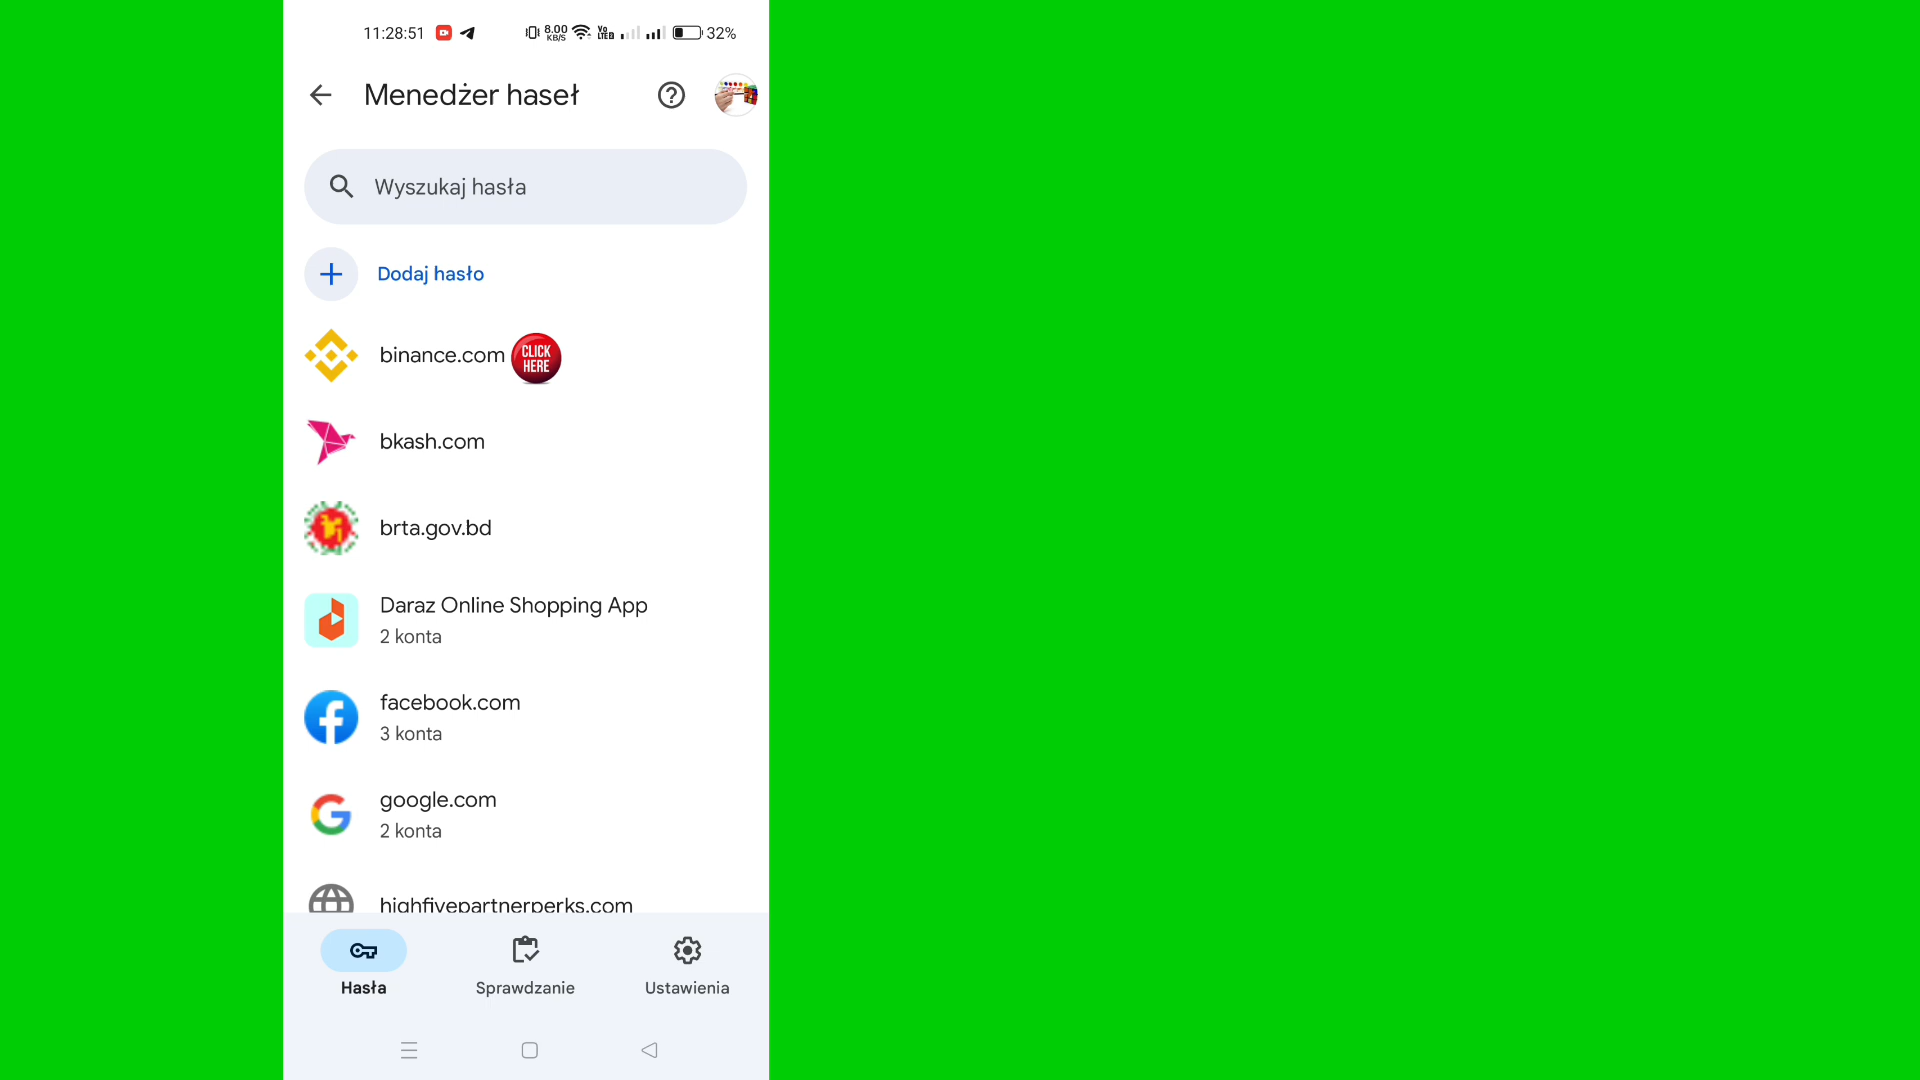 11:28:51 8.00 KB/S Vo LTE2 32%
Menedżer haseł
Wyszukaj hasła
Dodaj hasło
binance.com
CLICK
HERE
bkash.com
brta.gov.bd
Daraz Online Shopping App
2 konta
facebook.com
3 konta
google.com
2 konta
highfivepartnerperks.com
Hasła Sprawdzanie Ustawienia